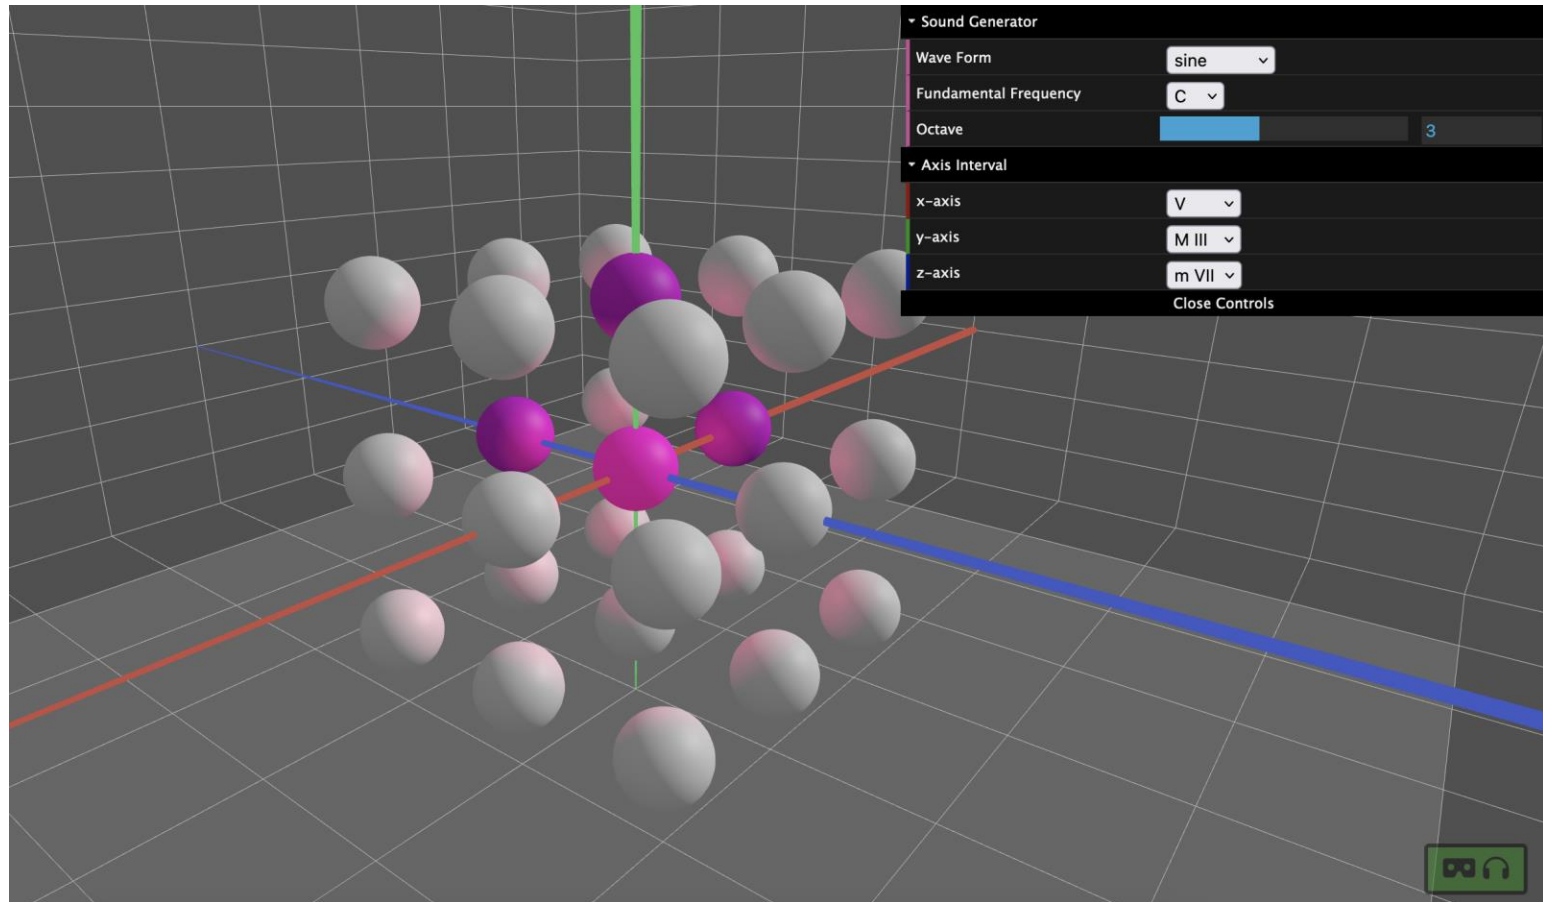 Sound Generator
Wave Form sine
Fundamental Frequency C
Octave 3
Axis Interval
x-axis V
y-axis M III
z-axis m VII
Close Controls